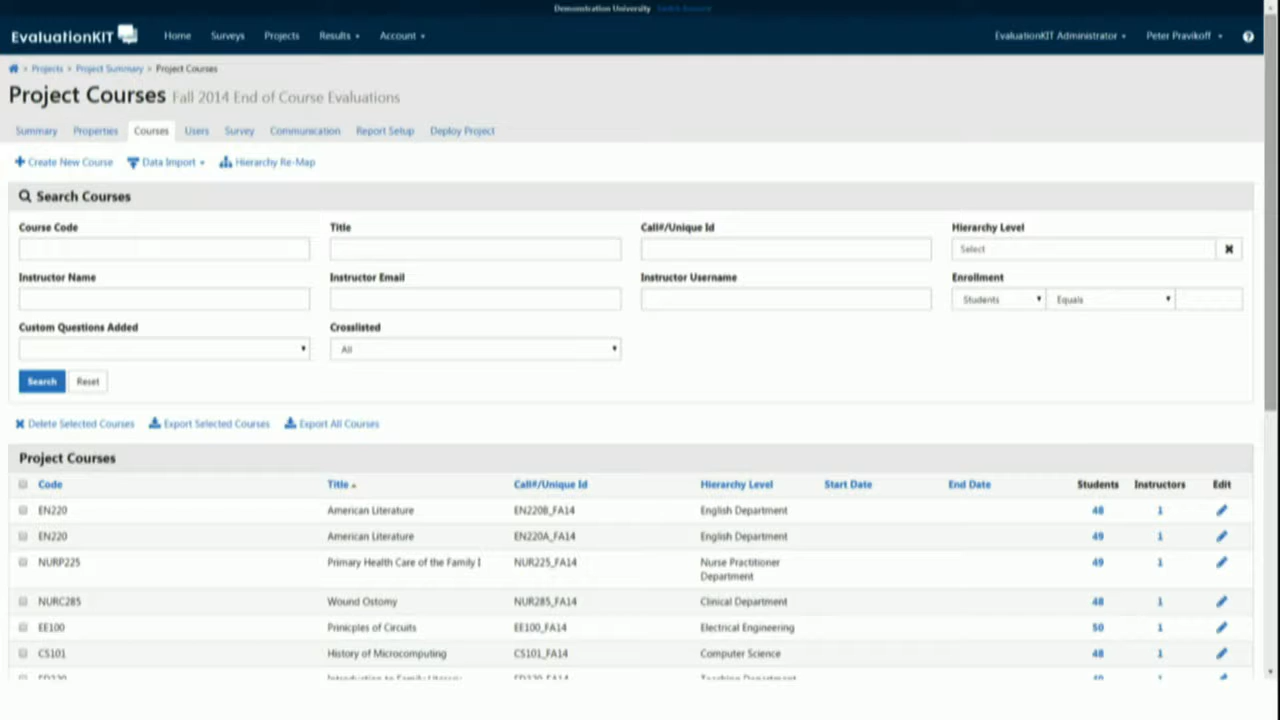 Demonstration University
EvaluationKIT Home Surveys Projects Results Account EvaluationKIT Administrator Peter Pravikoff
Projects Project Summary Project Courses
Project Courses Fall 2014 End of Course Evaluations
Summary Properties Courses Users Survey Communication Report Setup Deploy Project
Create New Course Data Import Hierarchy Re-Map
Search Courses
Course Code Title Call#/Unique Id Hierarchy Level
Select
Instructor Name Instructor Email Instructor Username Enrollment
Students Equals
Custom Questions Added Crosslisted
All
Search Reset
Delete Selected Courses Export Selected Courses Export All Courses
Project Courses
Code Title Call#/Unique Id Hierarchy Level Start Date End Date Students Instructors Edit
EN220 American Literature EN220B_FA14 English Department 48 1
EN220 American Literature EN220A_FA14 English Department 49 1
NURP225 Primary Health Care of the Family I NUR225_FA14 Nurse Practitioner Department 49 1
NURC285 Wound Ostomy NUR285_FA14 Clinical Department 48 1
EE100 Prinicples of Circuits EE100_FA14 Electrical Engineering 50 1
CS101 History of Microcomputing CS101_FA14 Computer Science 48 1